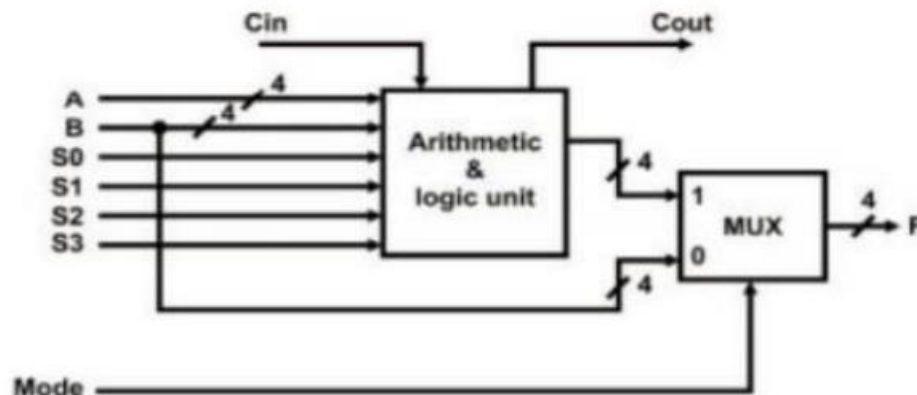 Cin Cout
A 4
B 4
S0
S1
S2
S3
Arithmetic
&
logic unit
4
1
MUX
0
4
4
F
Mode